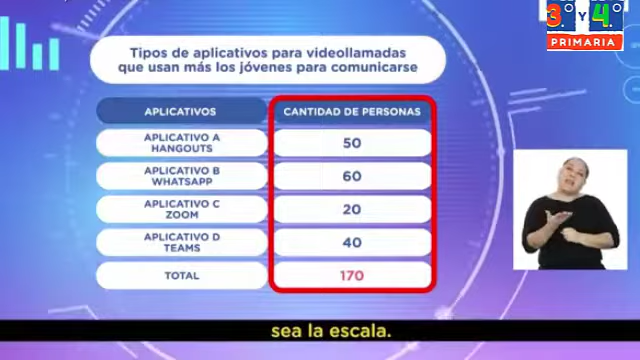 3° Y 4°
PRIMARIA
Tipos de aplicativos para videollamadas
que usan más los jóvenes para comunicarse
APLICATIVOS CANTIDAD DE PERSONAS
APLICATIVO A
HANGOUTS
50
APLICATIVO B
WHATSAPP
60
APLICATIVO C
ZOOM
20
APLICATIVO D
TEAMS
40
TOTAL 170
sea la escala.